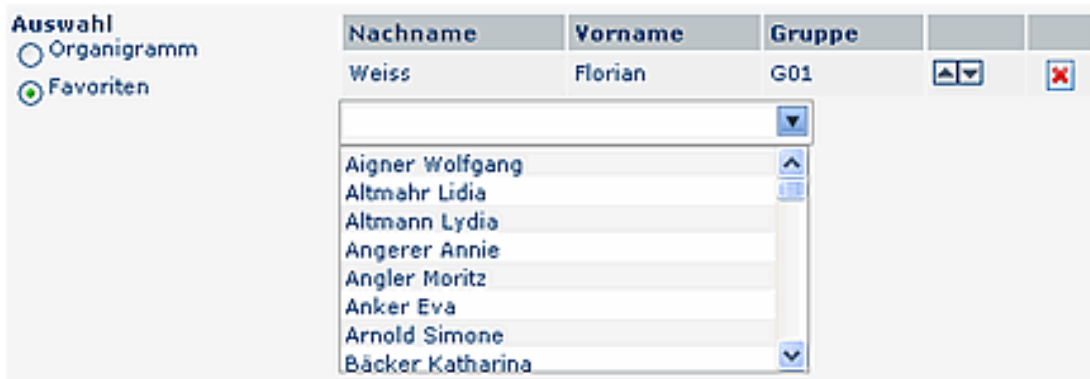 Auswahl
Organigramm
Favoriten
Nachname Vorname Gruppe
Weiss Florian G01
Aigner Wolfgang
Altmahr Lidia
Altmann Lydia
Angerer Annie
Angler Moritz
Anker Eva
Arnold Simone
Bäcker Katharina